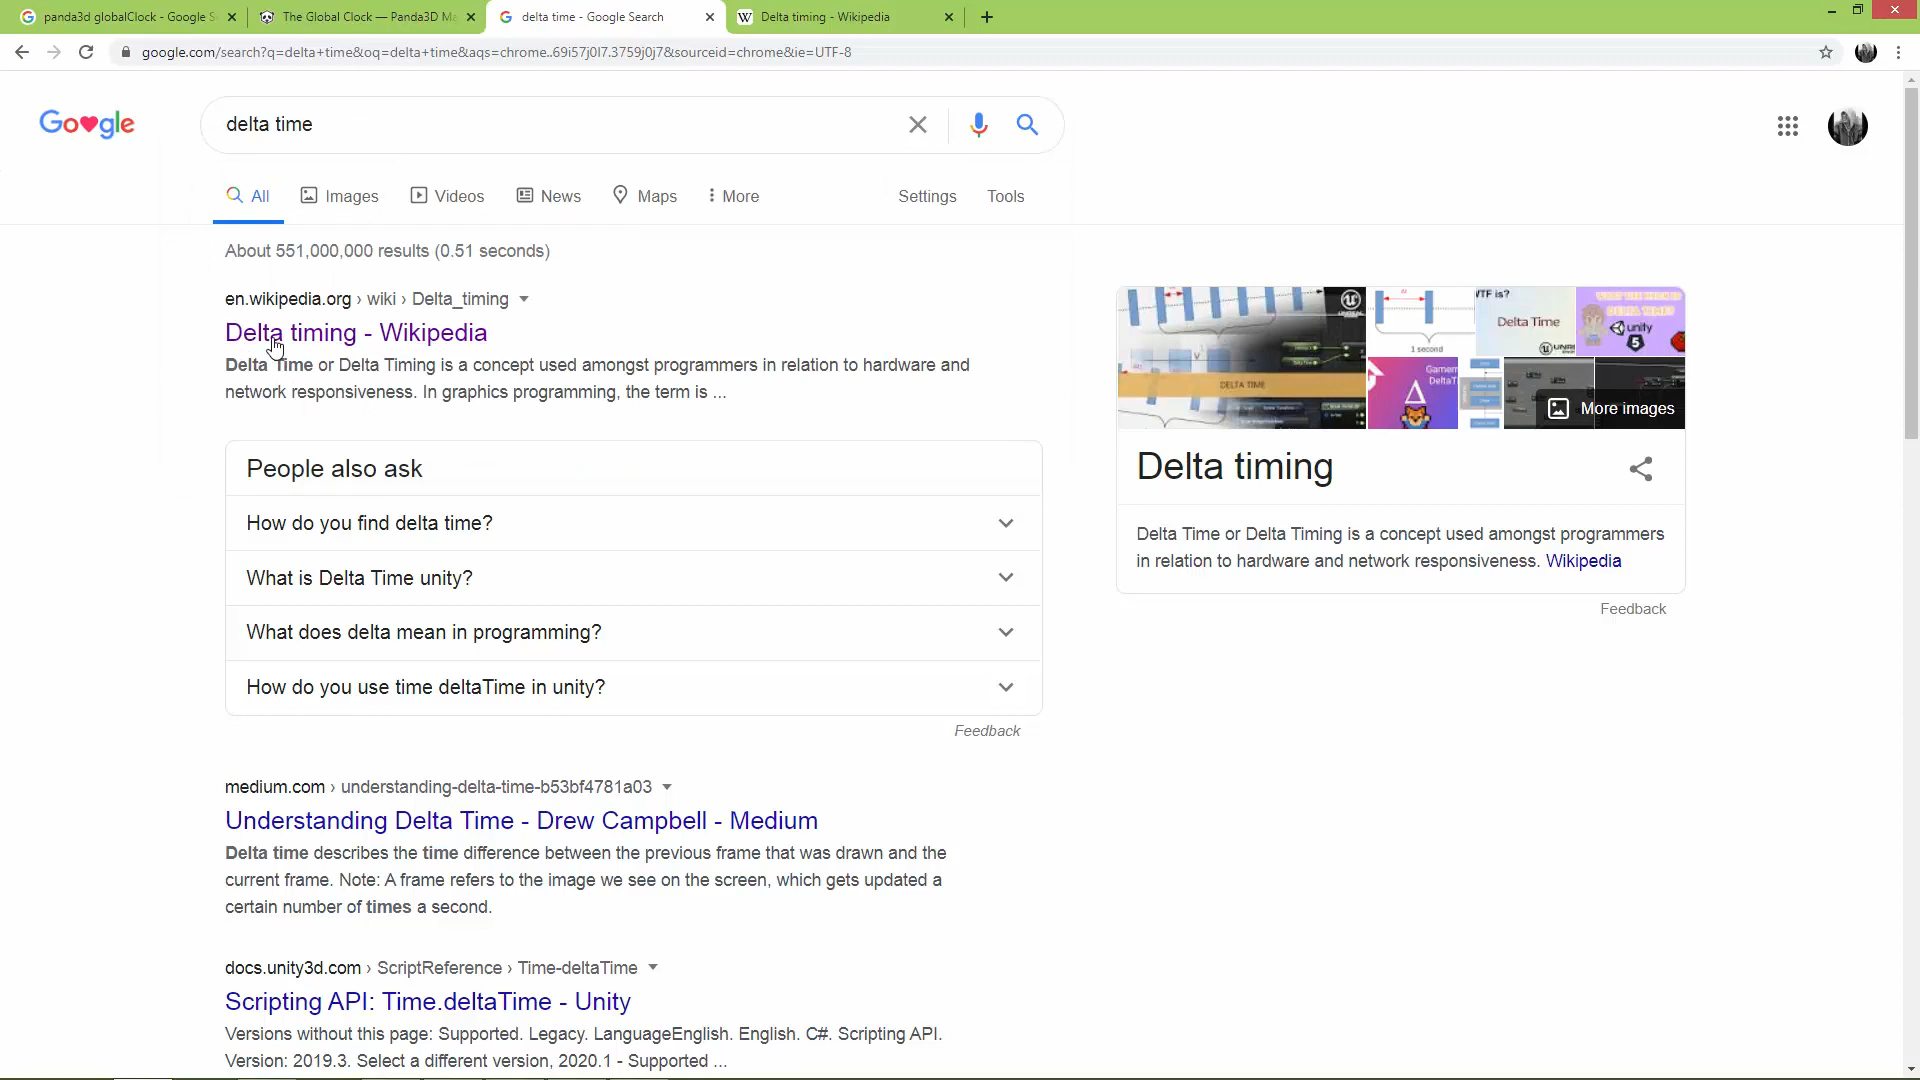 panda3d globalClock - Google S
The Global Clock — Panda3D Ma
delta time - Google Search
Delta timing - Wikipedia
google.com/search?q=delta+time&oq=delta+time&aqs=chrome..69i57j0l7.3759j0j7&sourceid=chrome&ie=UTF-8
Google
delta time
All
Images
Videos
News
Maps
More
Settings
Tools
About 551,000,000 results (0.51 seconds)
en.wikipedia.org › wiki › Delta_timing
Delta timing - Wikipedia
Delta Time or Delta Timing is a concept used amongst programmers in relation to hardware and
network responsiveness. In graphics programming, the term is ...
People also ask
How do you find delta time?
What is Delta Time unity?
What does delta mean in programming?
How do you use time deltaTime in unity?
Feedback
medium.com › understanding-delta-time-b53bf4781a03
Understanding Delta Time - Drew Campbell - Medium
Delta time describes the time difference between the previous frame that was drawn and the
current frame. Note: A frame refers to the image we see on the screen, which gets updated a
certain number of times a second.
docs.unity3d.com › ScriptReference › Time-deltaTime
Scripting API: Time.deltaTime - Unity
Versions without this page: Supported. Legacy. LanguageEnglish. English. C#. Scripting API.
Version: 2019.3. Select a different version, 2020.1 - Supported ...
DELTA TIME
1 second
WTF is?
Delta Time
unity
5
More images
Delta timing
Delta Time or Delta Timing is a concept used amongst programmers
in relation to hardware and network responsiveness. Wikipedia
Feedback